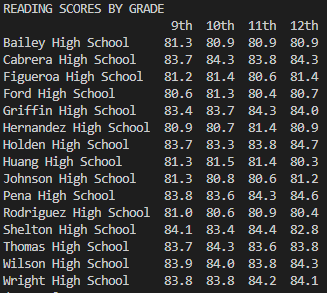 READING SCORES BY GRADE
9th 10th 11th 12th
Bailey High School 81.3 80.9 80.9 80.9
Cabrera High School 83.7 84.3 83.8 84.3
Figueroa High School 81.2 81.4 80.6 81.4
Ford High School 80.6 81.3 80.4 80.7
Griffin High School 83.4 83.7 84.3 84.0
Hernandez High School 80.9 80.7 81.4 80.9
Holden High School 83.7 83.3 83.8 84.7
Huang High School 81.3 81.5 81.4 80.3
Johnson High School 81.3 80.8 80.6 81.2
Pena High School 83.8 83.6 84.3 84.6
Rodriguez High School 81.0 80.6 80.9 80.4
Shelton High School 84.1 83.4 84.4 82.8
Thomas High School 83.7 84.3 83.6 83.8
Wilson High School 83.9 84.0 83.8 84.3
Wright High School 83.8 83.8 84.2 84.1